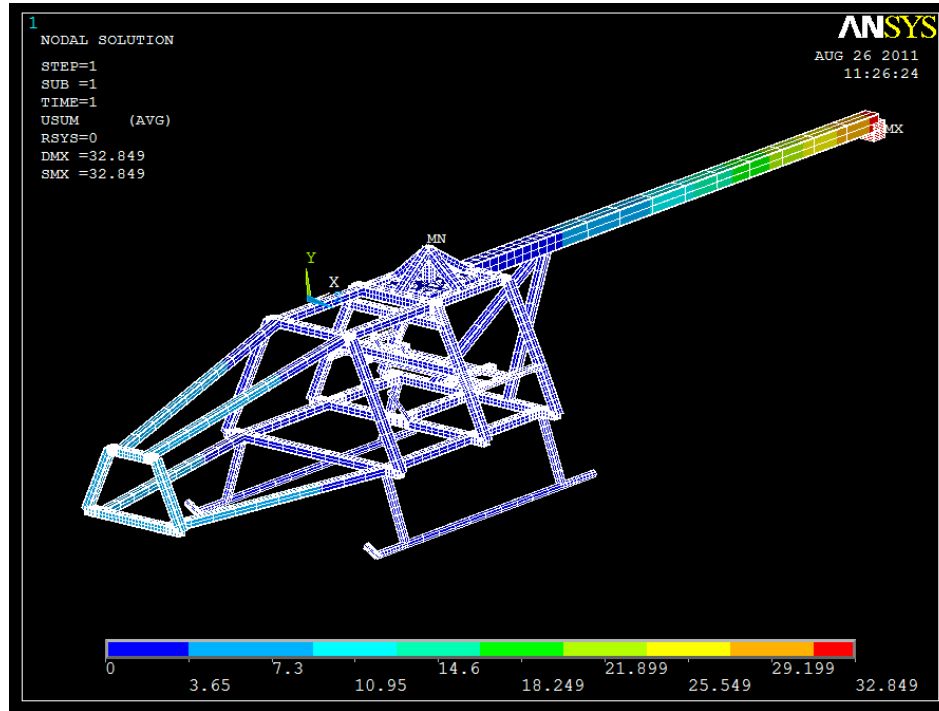 1
ANSYS
NODAL SOLUTION
AUG 26 2011
11:26:24
STEP=1
SUB =1
TIME=1
USUM (AVG)
RSYS=0
DMX =32.849
SMX =32.849
MX
MN
Y
X
0 7.3 14.6 21.899 29.199
3.65 10.95 18.249 25.549 32.849